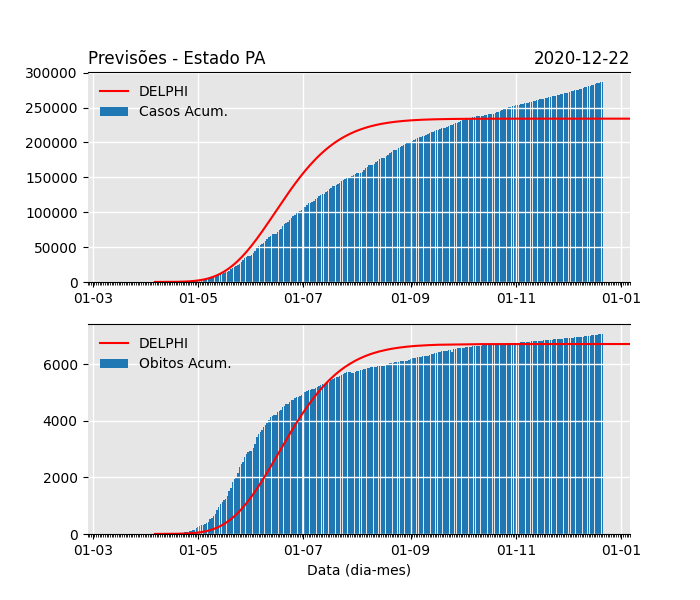 Previsões - Estado PA 2020-12-22
300000
250000
200000
150000
100000
50000
0
DELPHI
Casos Acum.
01-03 01-05 01-07 01-09 01-11 01-01
6000
4000
2000
0
DELPHI
Obitos Acum.
01-03 01-05 01-07 01-09 01-11 01-01
Data (dia-mes)